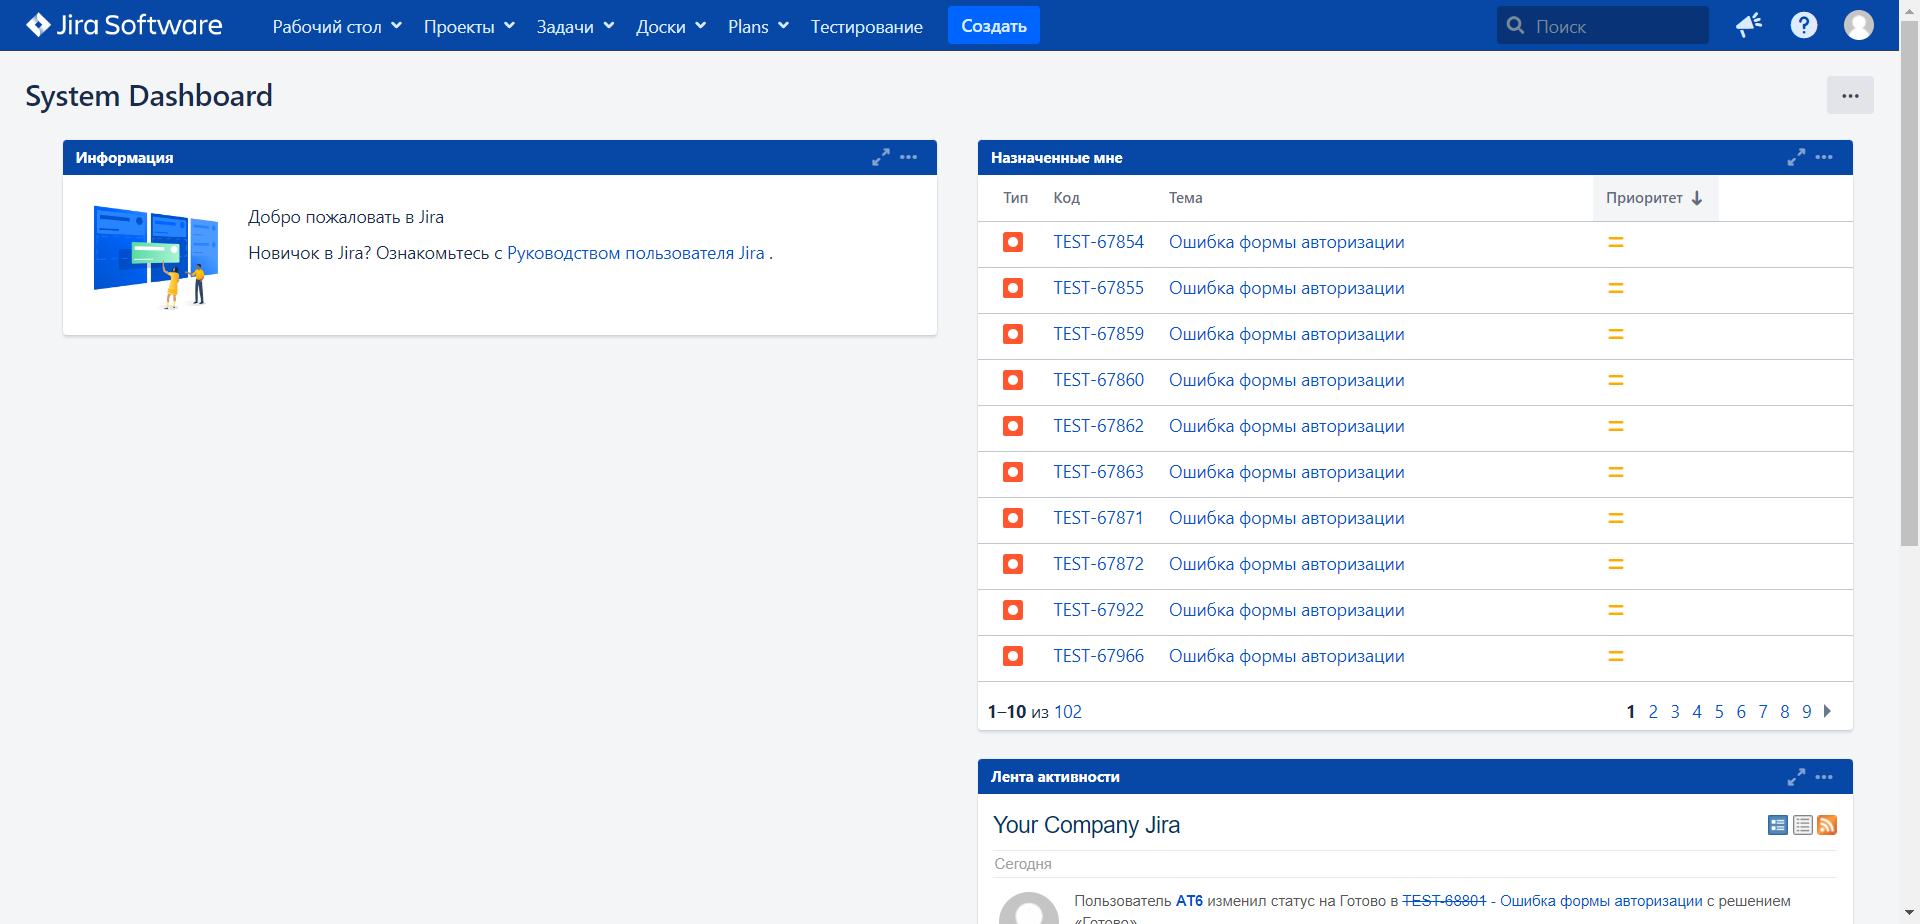 Jira Software Рабочий стол Проекты Задачи Доски Plans Тестирование Создать Поиск
System Dashboard
Информация
Добро пожаловать в Jira
Новичок в Jira? Ознакомьтесь с Руководством пользователя Jira .
Назначенные мне
Тип Код Тема Приоритет
TEST-67854 Ошибка формы авторизации
TEST-67855 Ошибка формы авторизации
TEST-67859 Ошибка формы авторизации
TEST-67860 Ошибка формы авторизации
TEST-67862 Ошибка формы авторизации
TEST-67863 Ошибка формы авторизации
TEST-67871 Ошибка формы авторизации
TEST-67872 Ошибка формы авторизации
TEST-67922 Ошибка формы авторизации
TEST-67966 Ошибка формы авторизации
1–10 из 102 1 2 3 4 5 6 7 8 9
Лента активности
Your Company Jira
Сегодня
Пользователь AT6 изменил статус на Готово в TEST-68801 - Ошибка формы авторизации с решением
«Готово»